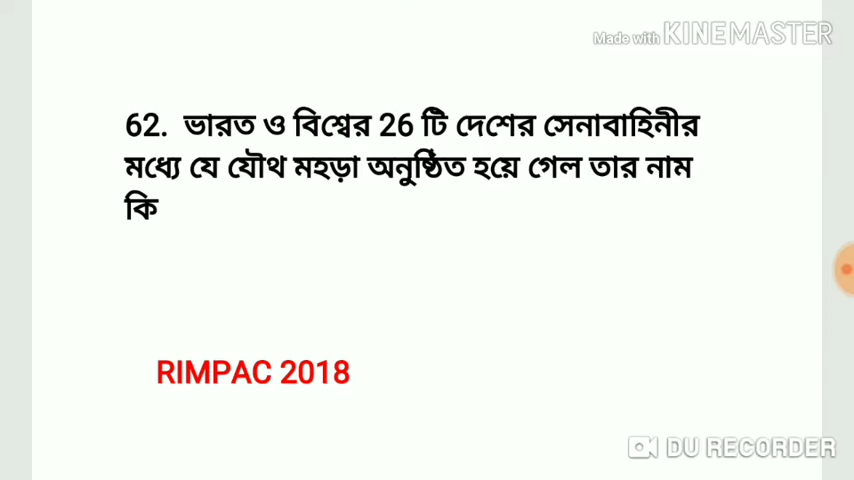 Made with KINEMASTER
62. ভারত ও বিশ্বের 26 টি দেশের সেনাবাহিনীর
মধ্যে যে যৌথ মহড়া অনুষ্ঠিত হয়ে গেল তার নাম
কি
RIMPAC 2018
DU RECORDER